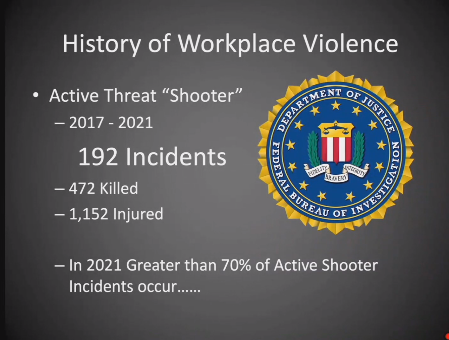 History of Workplace Violence
• Active Threat “Shooter”
– 2017 - 2021
192 Incidents
– 472 Killed
– 1,152 Injured
– In 2021 Greater than 70% of Active Shooter
Incidents occur……
DEPARTMENT OF JUSTICE
FEDERAL BUREAU OF INVESTIGATION
FIDELITY BRAVERY INTEGRITY